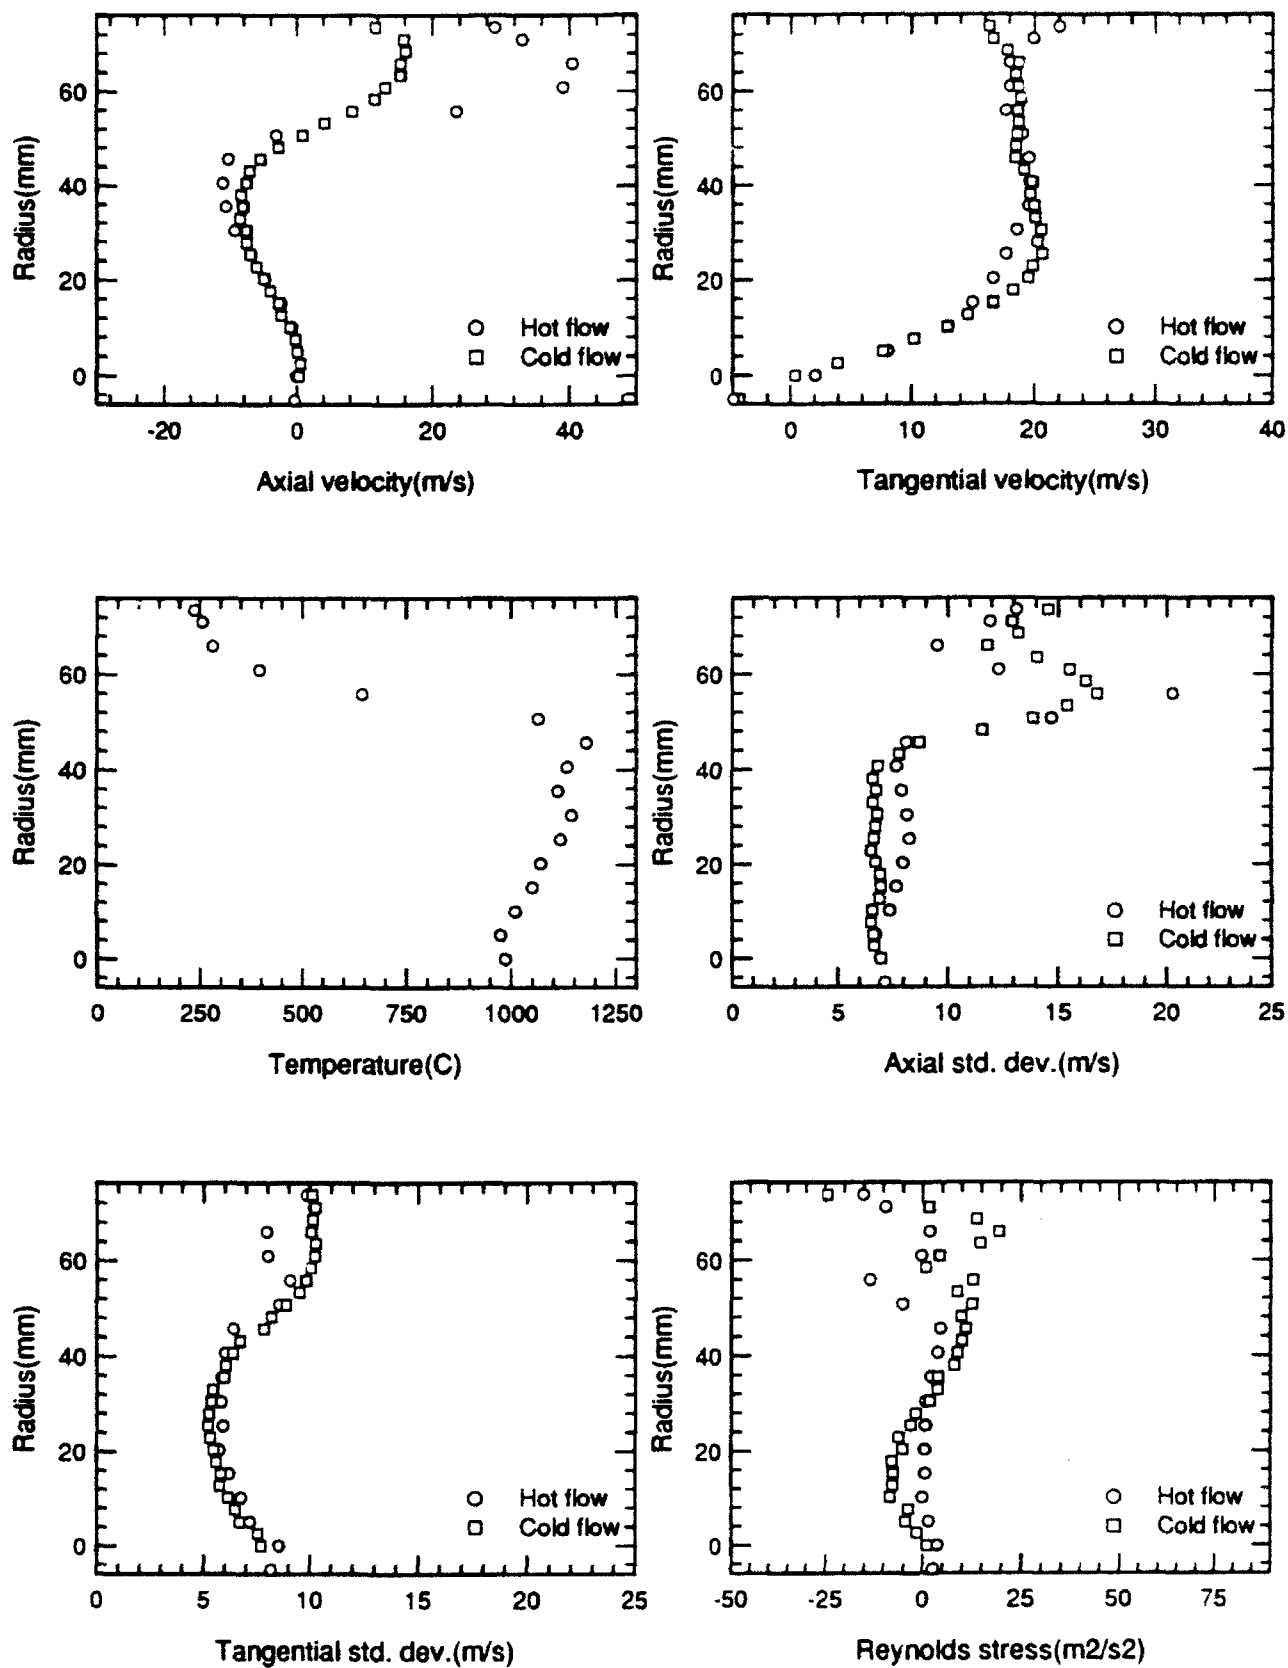 60
40
20
0
Radius(mm)
Hot flow
Cold flow
-20 0 20 40
Axial velocity(m/s)
60
40
20
0
Radius(mm)
Hot flow
Cold flow
0 10 20 30 40
Tangential velocity(m/s)
60
40
20
0
Radius(mm)
0 250 500 750 1000 1250
Temperature(C)
60
40
20
0
Radius(mm)
Hot flow
Cold flow
0 5 10 15 20 25
Axial std. dev.(m/s)
60
40
20
0
Radius(mm)
Hot flow
Cold flow
0 5 10 15 20 25
Tangential std. dev.(m/s)
60
40
20
0
Radius(mm)
Hot flow
Cold flow
-50 -25 0 25 50 75
Reynolds stress(m2/s2)